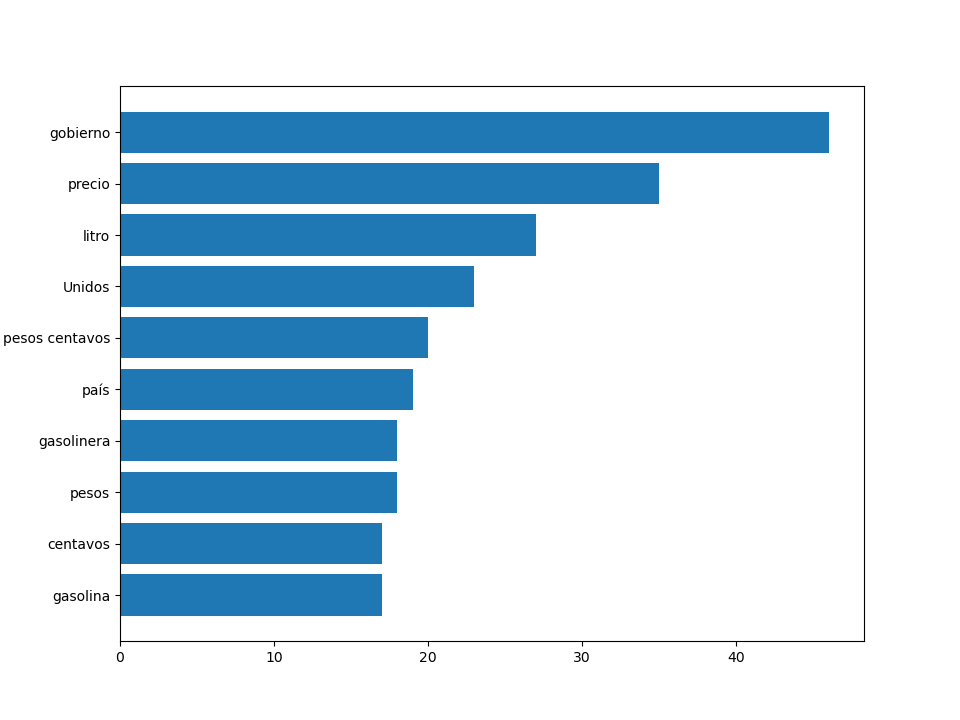 gobierno
precio
litro
Unidos
pesos centavos
país
gasolinera
pesos
centavos
gasolina
0 10 20 30 40